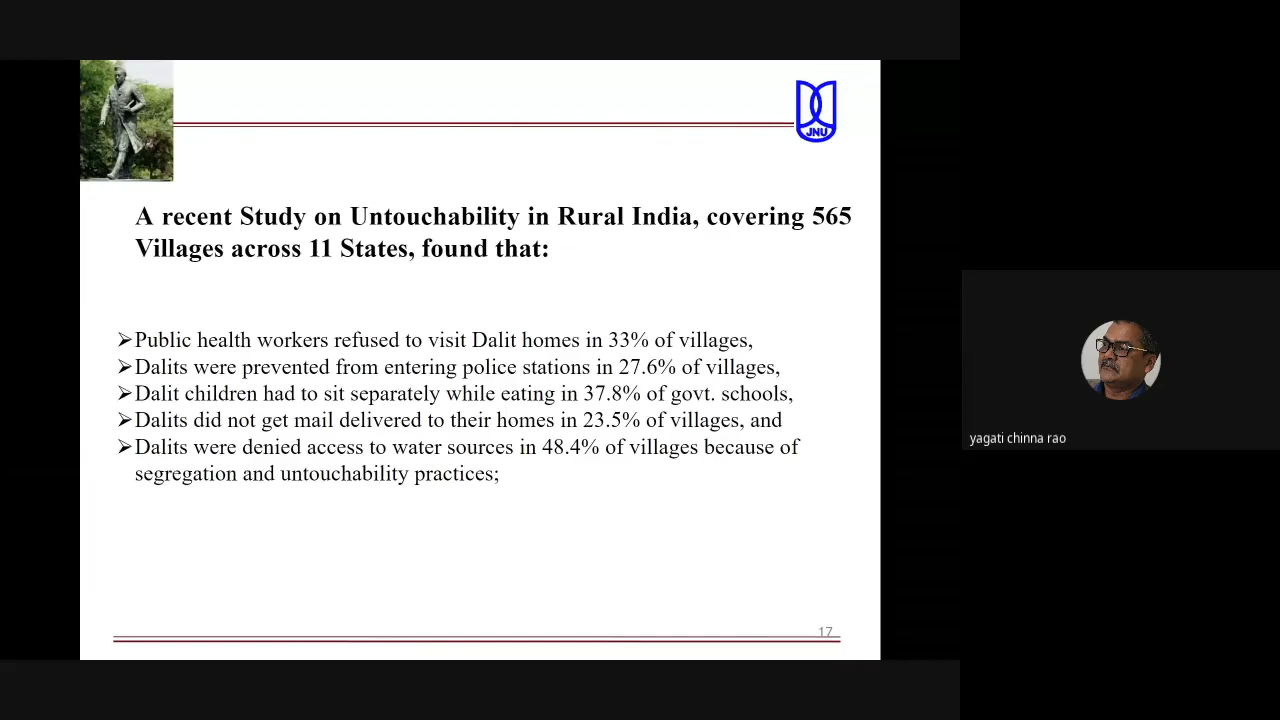 JNU
A recent Study on Untouchability in Rural India, covering 565
Villages across 11 States, found that:
➢Public health workers refused to visit Dalit homes in 33% of villages,
➢Dalits were prevented from entering police stations in 27.6% of villages,
➢Dalit children had to sit separately while eating in 37.8% of govt. schools,
➢Dalits did not get mail delivered to their homes in 23.5% of villages, and
➢Dalits were denied access to water sources in 48.4% of villages because of
segregation and untouchability practices;
17
yagati chinna rao